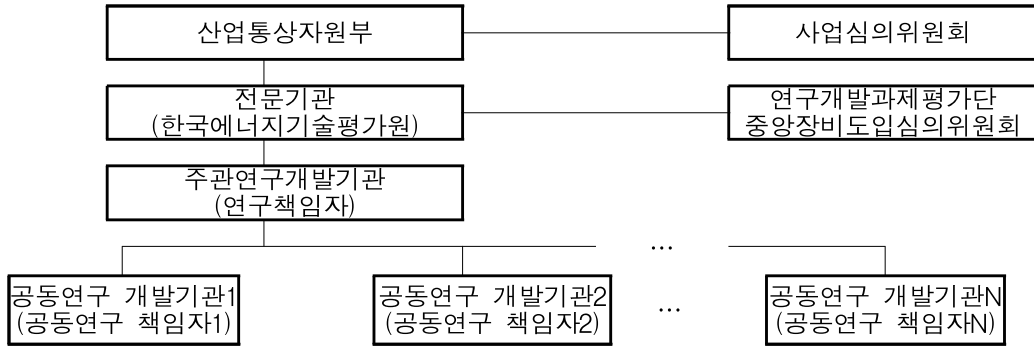 산업통상자원부
사업심의위원회
전문기관
(한국에너지기술평가원)
연구개발과제평가단
중앙장비도입심의위원회
주관연구개발기관
(연구책임자)
...
공동연구 개발기관1
(공동연구 책임자1)
공동연구 개발기관2
(공동연구 책임자2)
...
공동연구 개발기관N
(공동연구 책임자N)